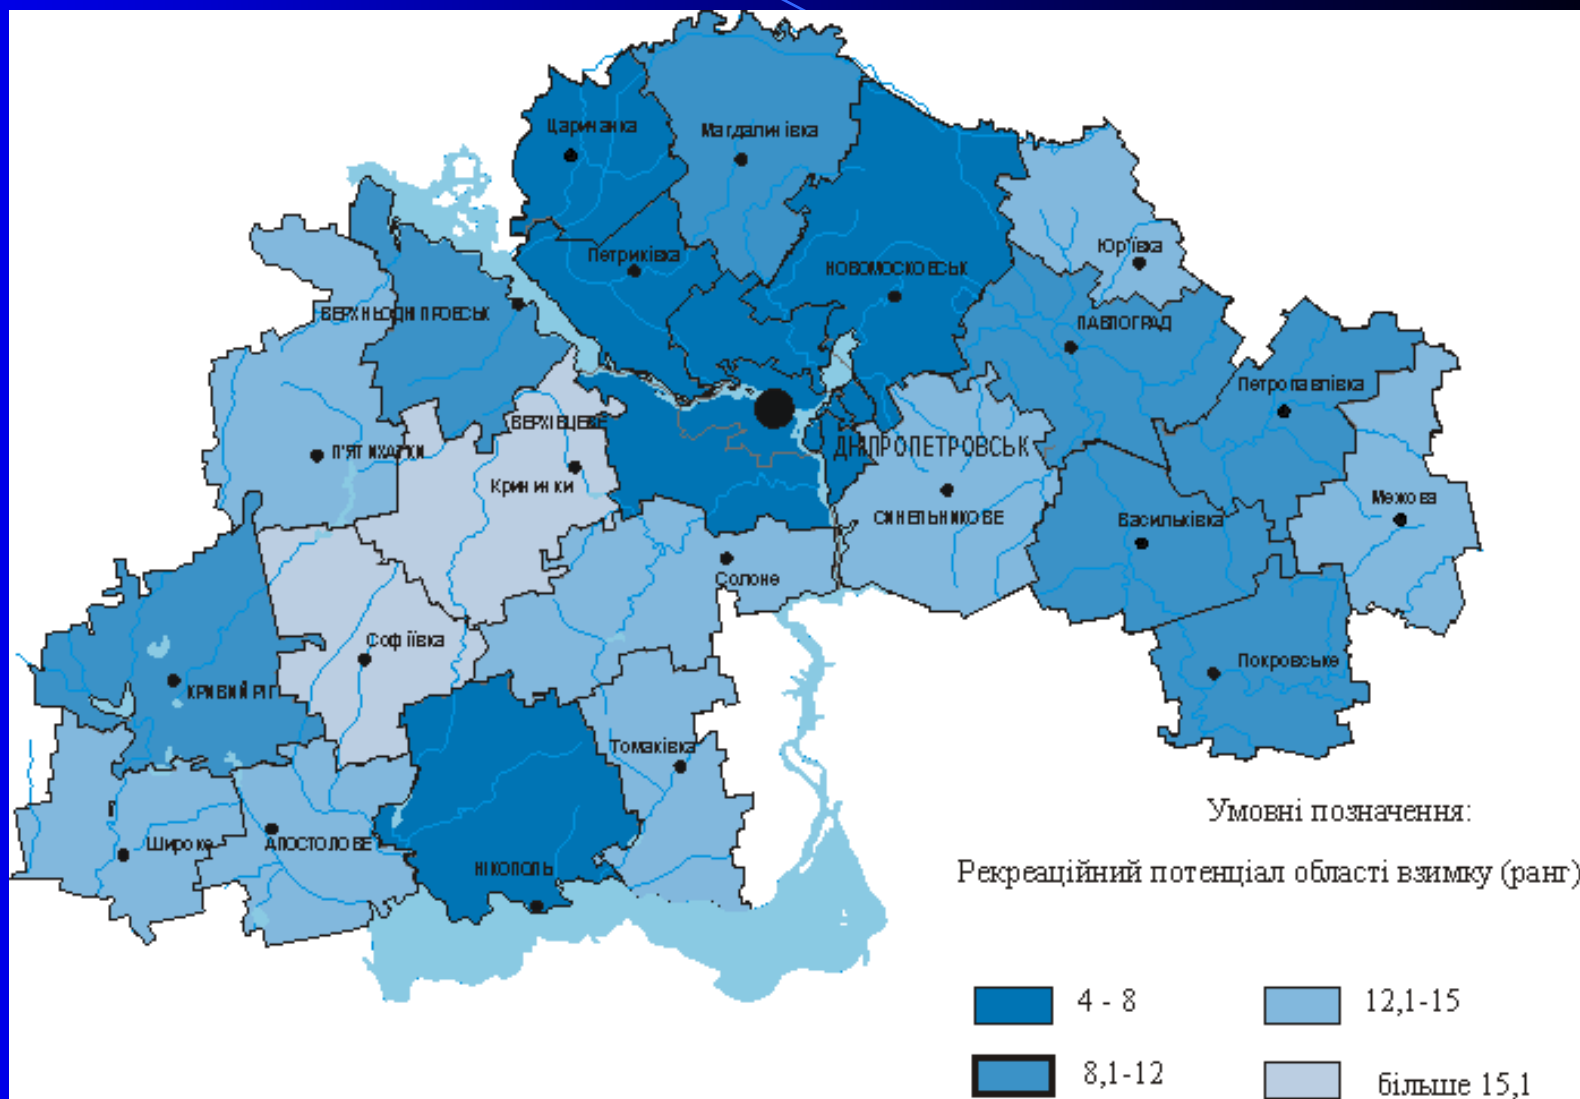 Царичанка
Магдалинівка
Петриківка
НОВОМОСКОВСЬК
Юр'ївка
ВЕРХНЬОДНІПРОВСЬК
ПАВЛОГРАД
Петропавлівка
ВЕРХІВЦЕВЕ
П'ЯТИХАТКИ
ДНІПРОПЕТРОВСЬК
Кринички
Межова
СИНЕЛЬНИКОВЕ
Васильківка
Солоне
Софіївка
Покровське
КРИВИЙ РІГ
Томаківка
Широке
АПОСТОЛОВЕ
НІКОПОЛЬ
Умовні позначення:
Рекреаційний потенціал області взимку (ранг)
4 - 8
12,1-15
8,1-12
більше 15,1